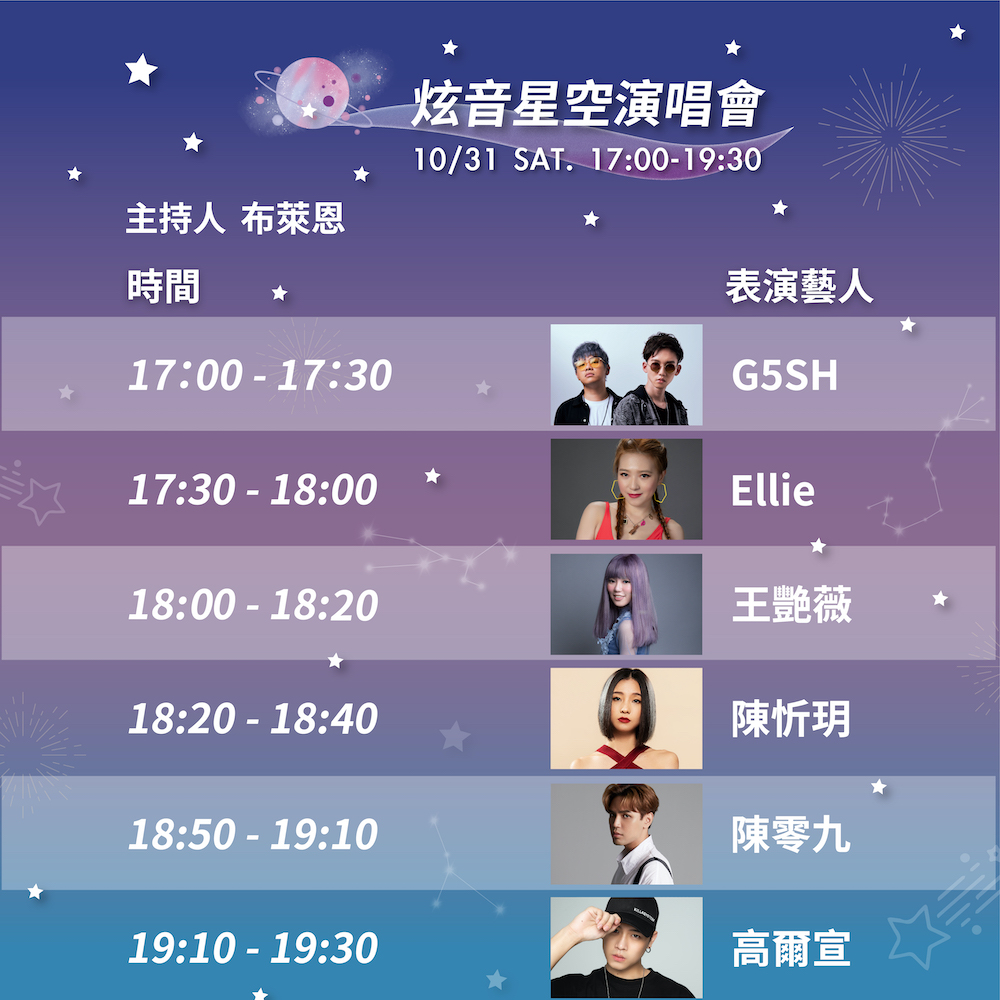 炫音星空演唱會
10/31 SAT. 17:00-19:30
主持人 布萊恩
時間 表演藝人
17:00 - 17:30 G5SH
17:30 - 18:00 Ellie
18:00 - 18:20 王艷薇
18:20 - 18:40 陳忻玥
18:50 - 19:10 陳零九
19:10 - 19:30 高爾宣